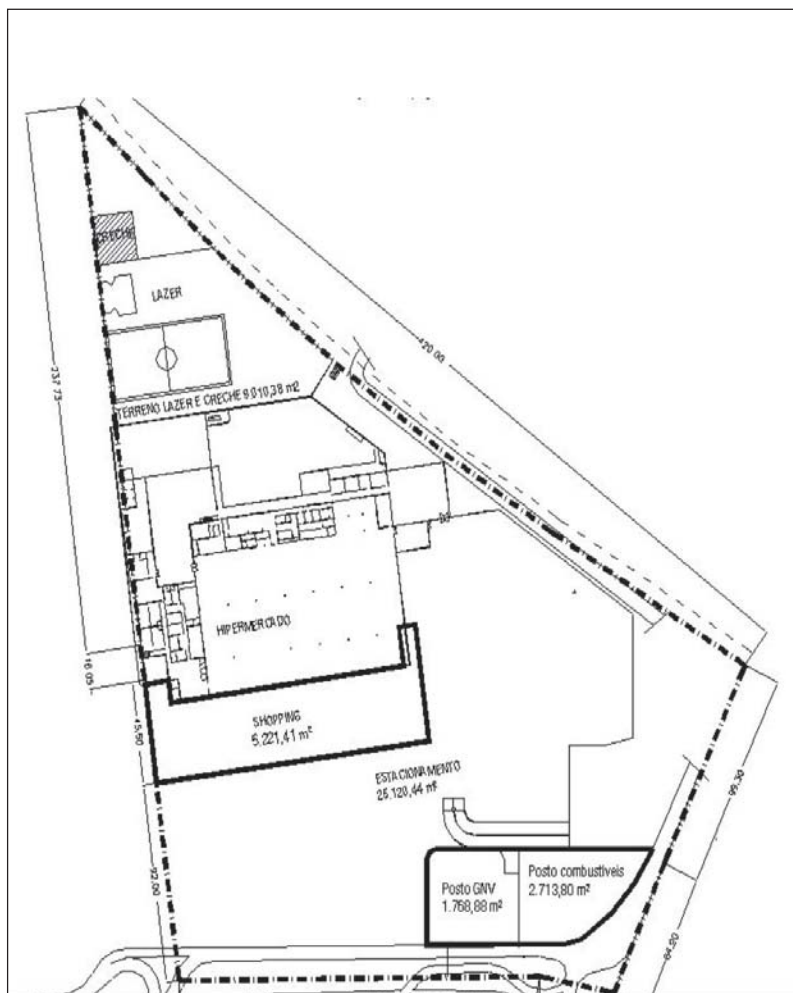 CRECHE
LAZER
420.00
237.73
TERRENO LAZER E CRECHE 9.010,38 m2
HIPERMERCADO
16.05
SHOPPING
5.221,41 m²
45.50
ESTACIONAMENTO
25.120,44 m²
99.30
92.00
Posto GNV
1.768,88 m²
Posto combustíveis
2.713,80 m²
64.20